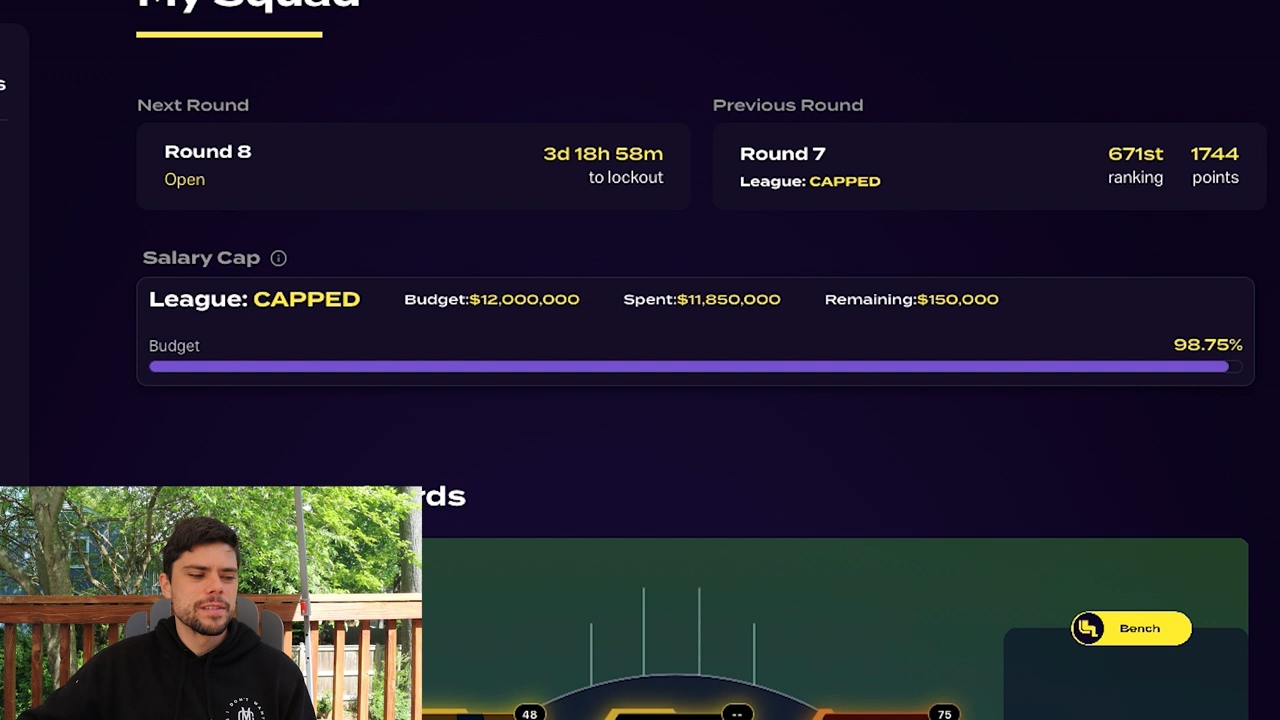 My Squad
s
Next Round
Previous Round
Round 8
3d 18h 58m
Open
to lockout
Round 7
671st
1744
League: CAPPED
ranking
points
Salary Cap
League: CAPPED
Budget:$12,000,000
Spent:$11,850,000
Remaining:$150,000
Budget
98.75%
rds
Bench
48
--
75